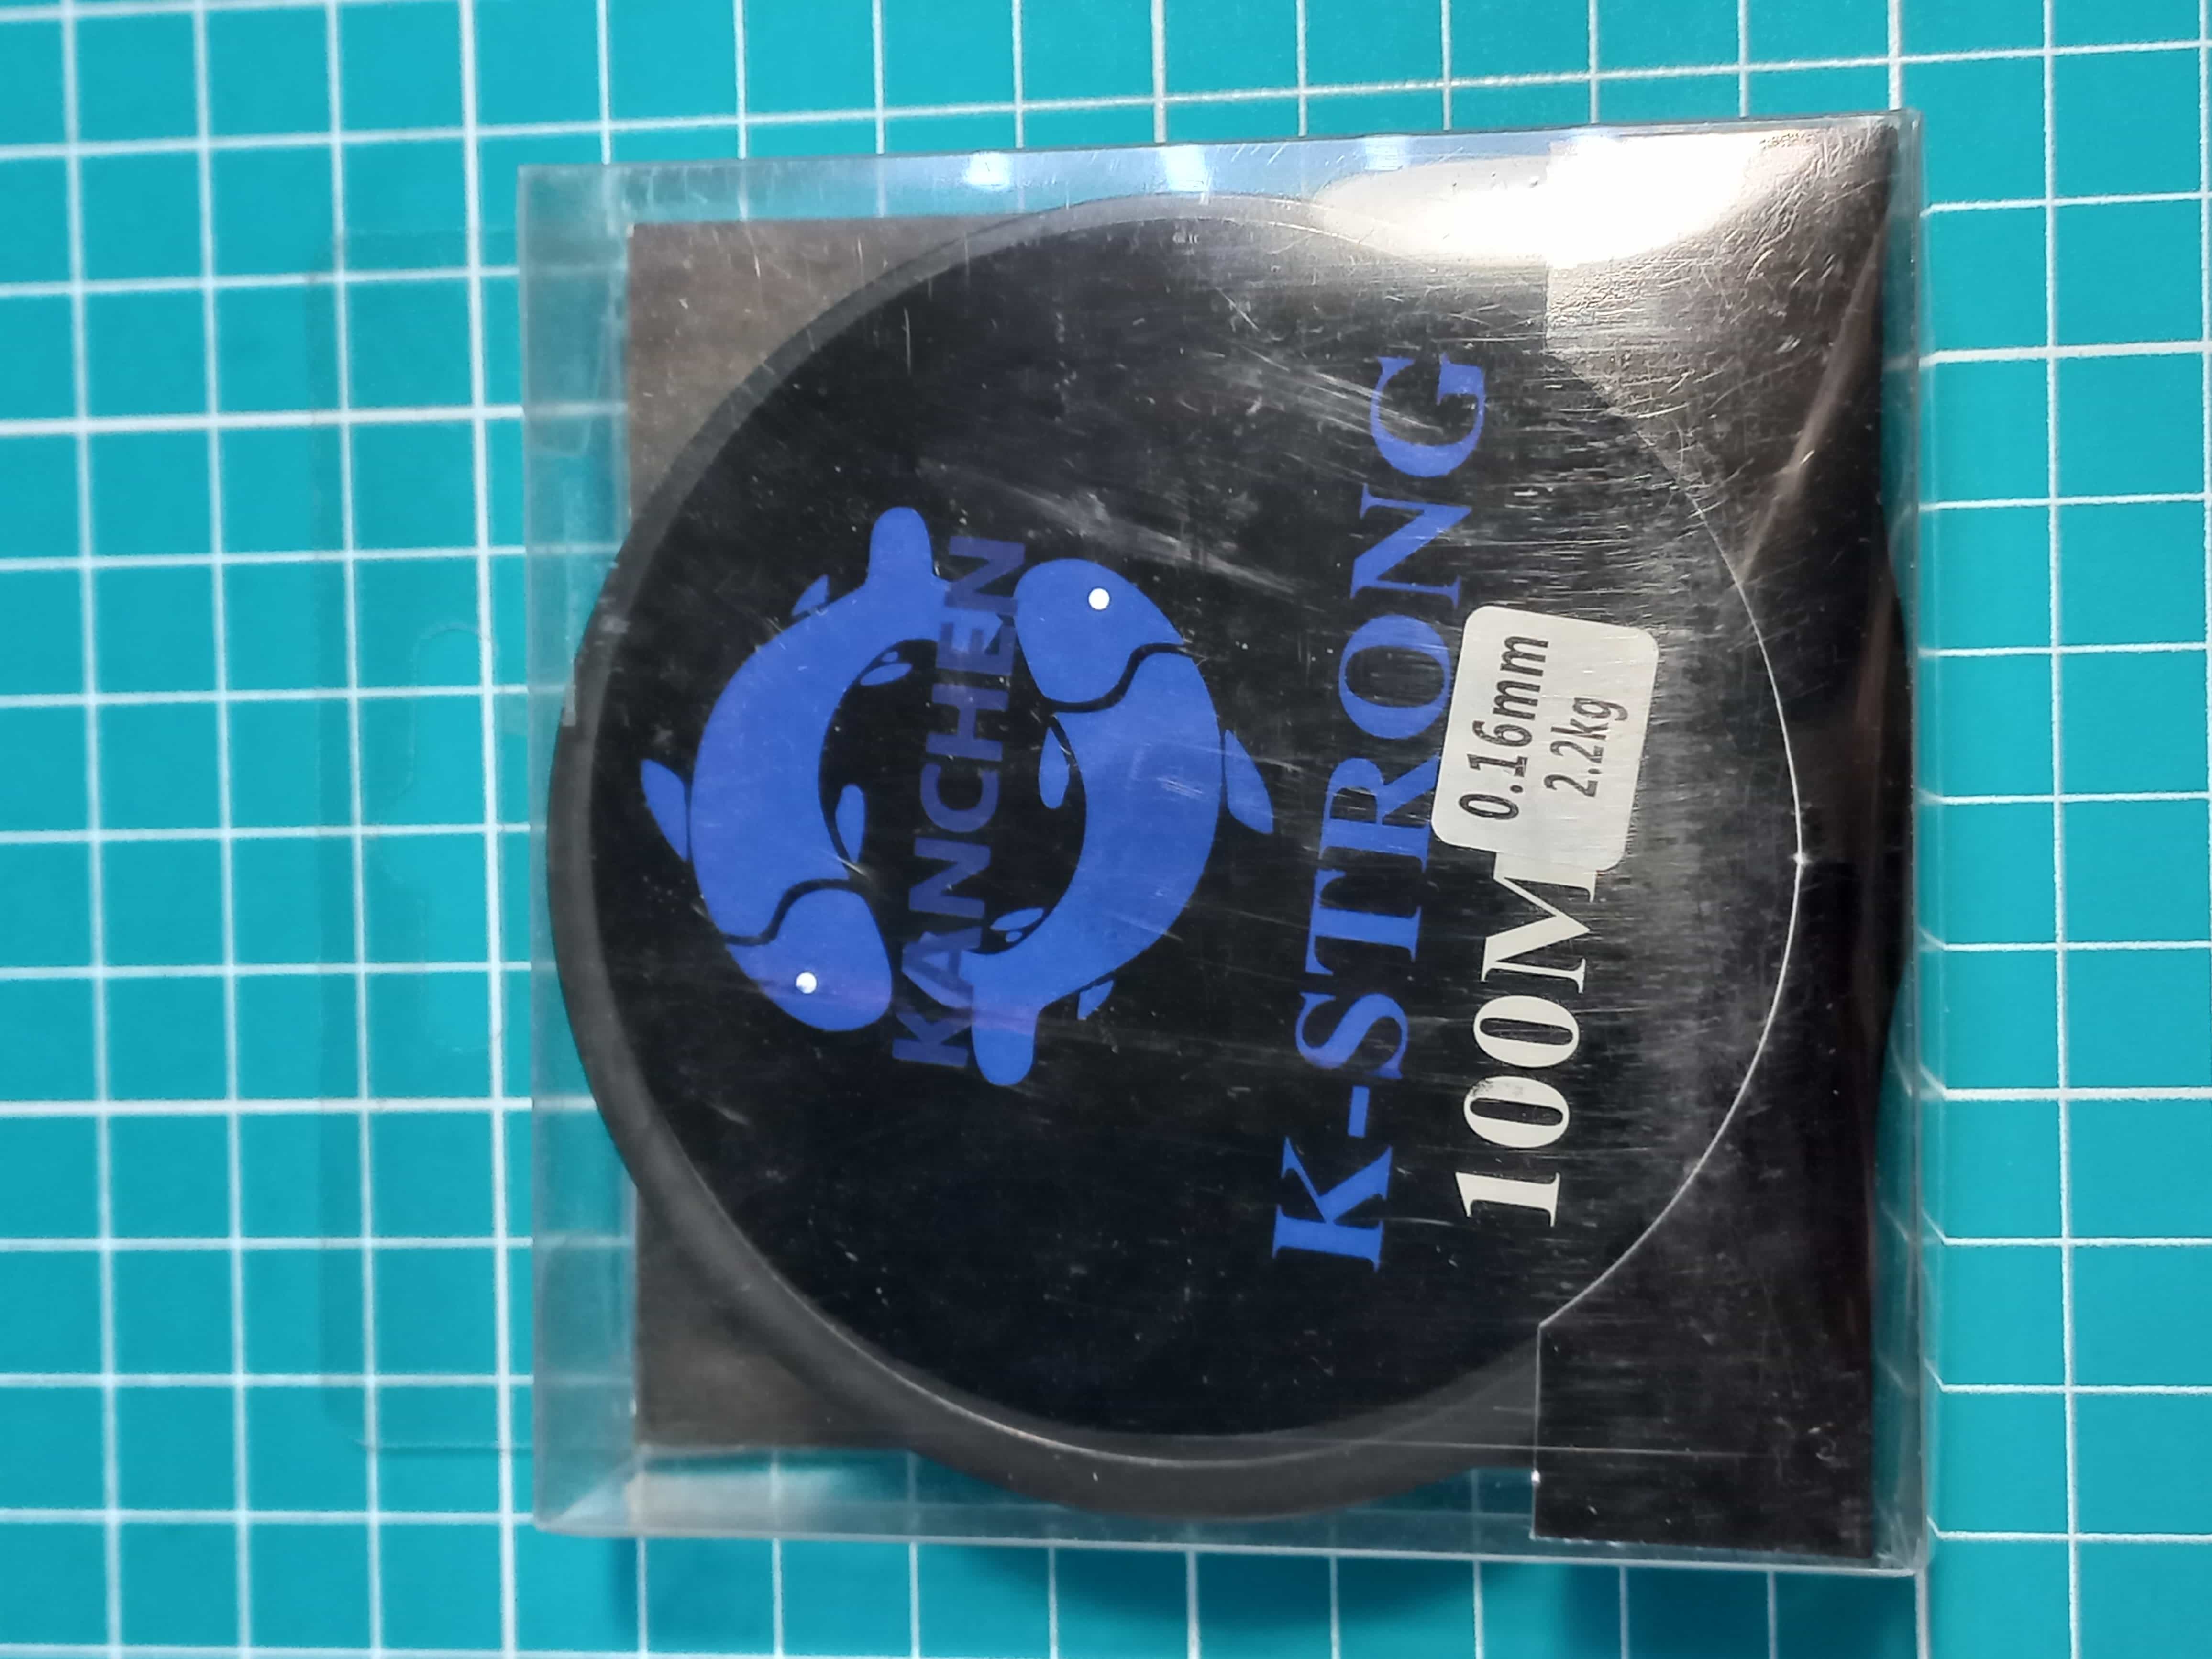 KANCHEN
K-STRONG
100M
0.16mm
2.2kg